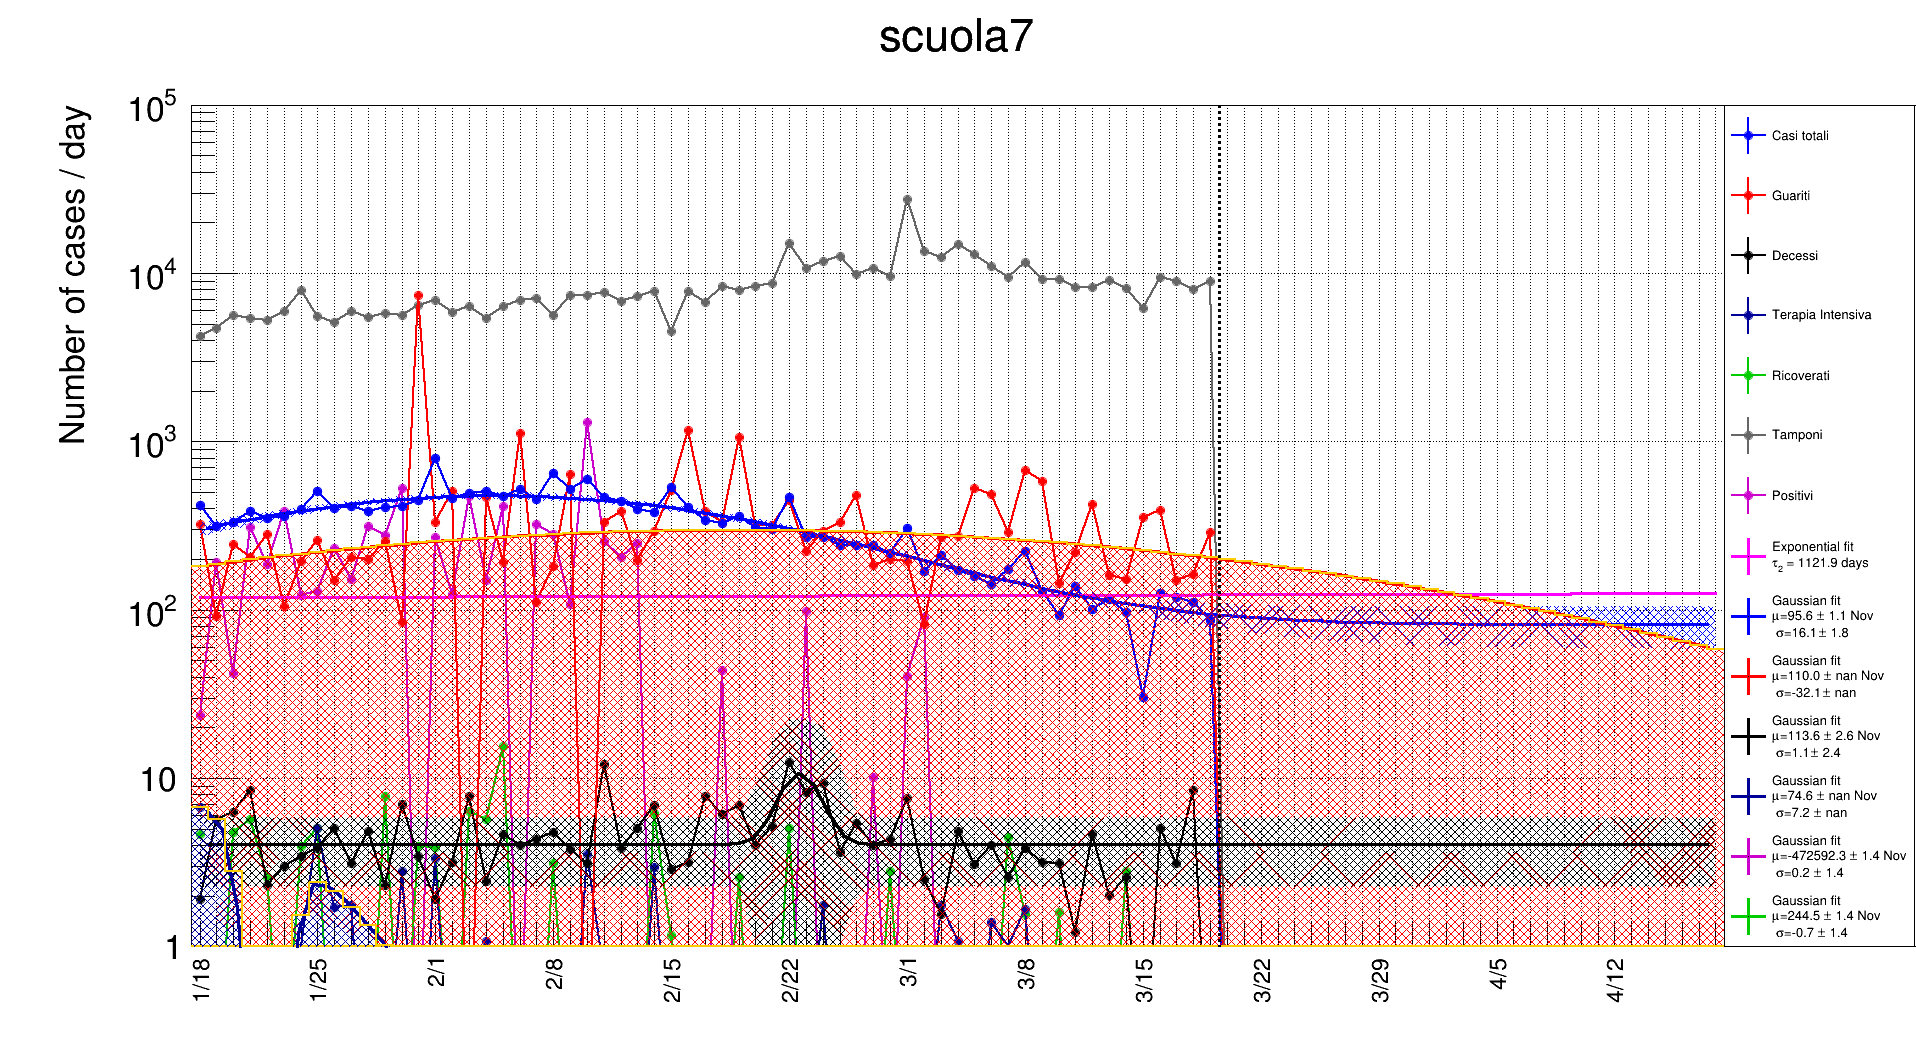 scuola7
Number of cases / day
10^5
10^4
10^3
10^2
10
1
1/18
1/25
2/1
2/8
2/15
2/22
3/1
3/8
3/15
3/22
3/29
4/5
4/12
Casi totali
Guariti
Decessi
Terapia Intensiva
Ricoverati
Tamponi
Positivi
Exponential fit
τ₂ = 1121.9 days
Gaussian fit
μ=95.6 ± 1.1 Nov
σ=16.1 ± 1.8
Gaussian fit
μ=110.0 ± nan Nov
σ=-32.1 ± nan
Gaussian fit
μ=113.6 ± 2.6 Nov
σ=1.1 ± 2.4
Gaussian fit
μ=74.6 ± nan Nov
σ=7.2 ± nan
Gaussian fit
μ=-472592.3 ± 1.4 Nov
σ=0.2 ± 1.4
Gaussian fit
μ=244.5 ± 1.4 Nov
σ=-0.7 ± 1.4